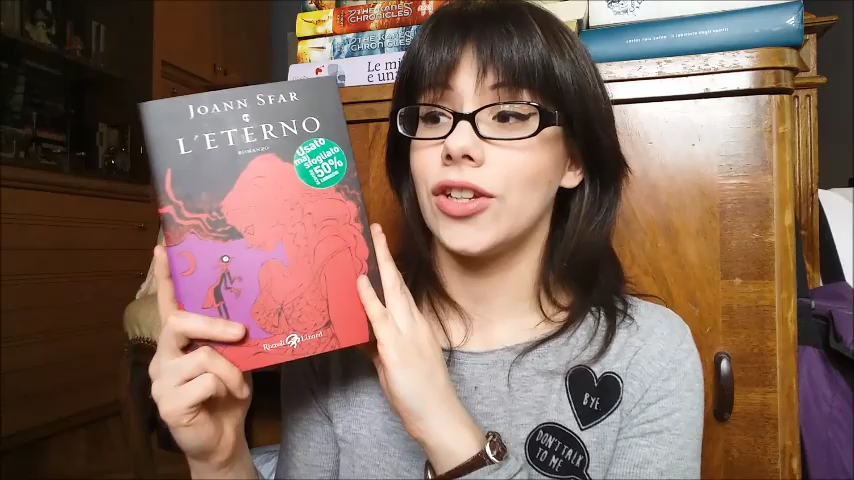 THE KANE
CHRONICLES
THE KANE
CHRONICLES
Le mi
e una
JOANN SFAR
L'ETERNO
ROMANZO
Usato
mai
sfogliato
50%
Rizzoli Lizard
BYE.
DON'T TALK
TO ME